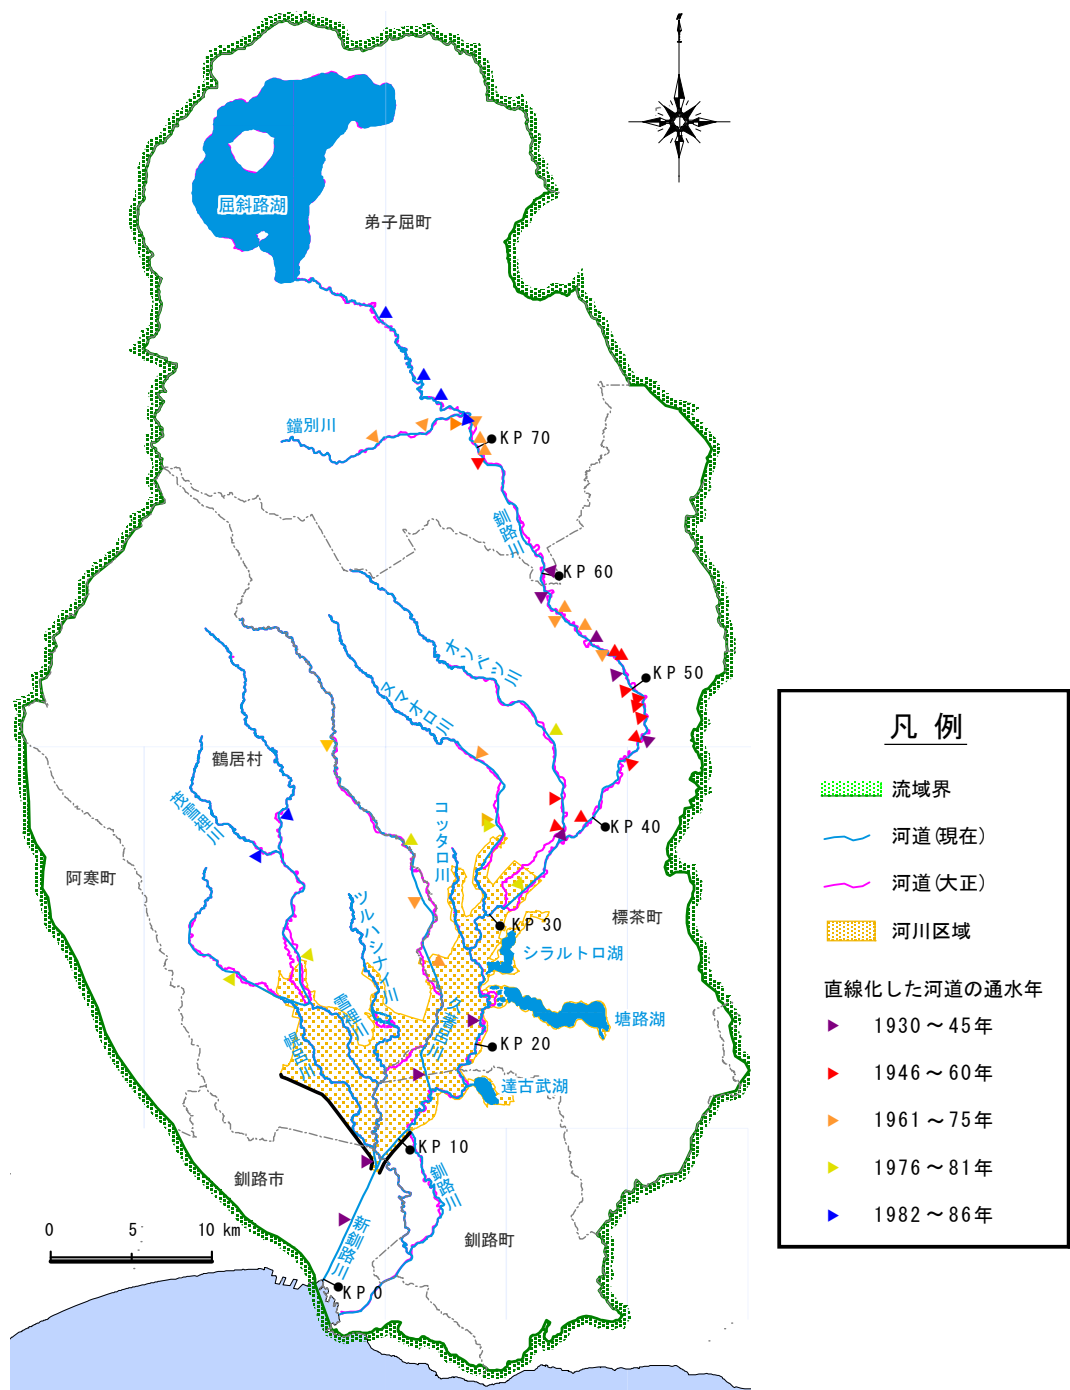 屈斜路湖
弟子屈町
鐺別川
KP 70
釧路川
KP 60
オソベツ川
KP 50
ヌマオロ川
鶴居村
茂雪裡川
コッタロ川
KP 40
阿寒町
ツルハシナイ川
標茶町
KP 30
シラルトロ湖
雪裡川
久著呂川
塘路湖
幌呂川
KP 20
達古武湖
KP 10
釧路市
釧路川
新釧路川
釧路町
0 5 10 km
KP 0
凡 例
流域界
河道(現在)
河道(大正)
河川区域
直線化した河道の通水年
1930～45年
1946～60年
1961～75年
1976～81年
1982～86年